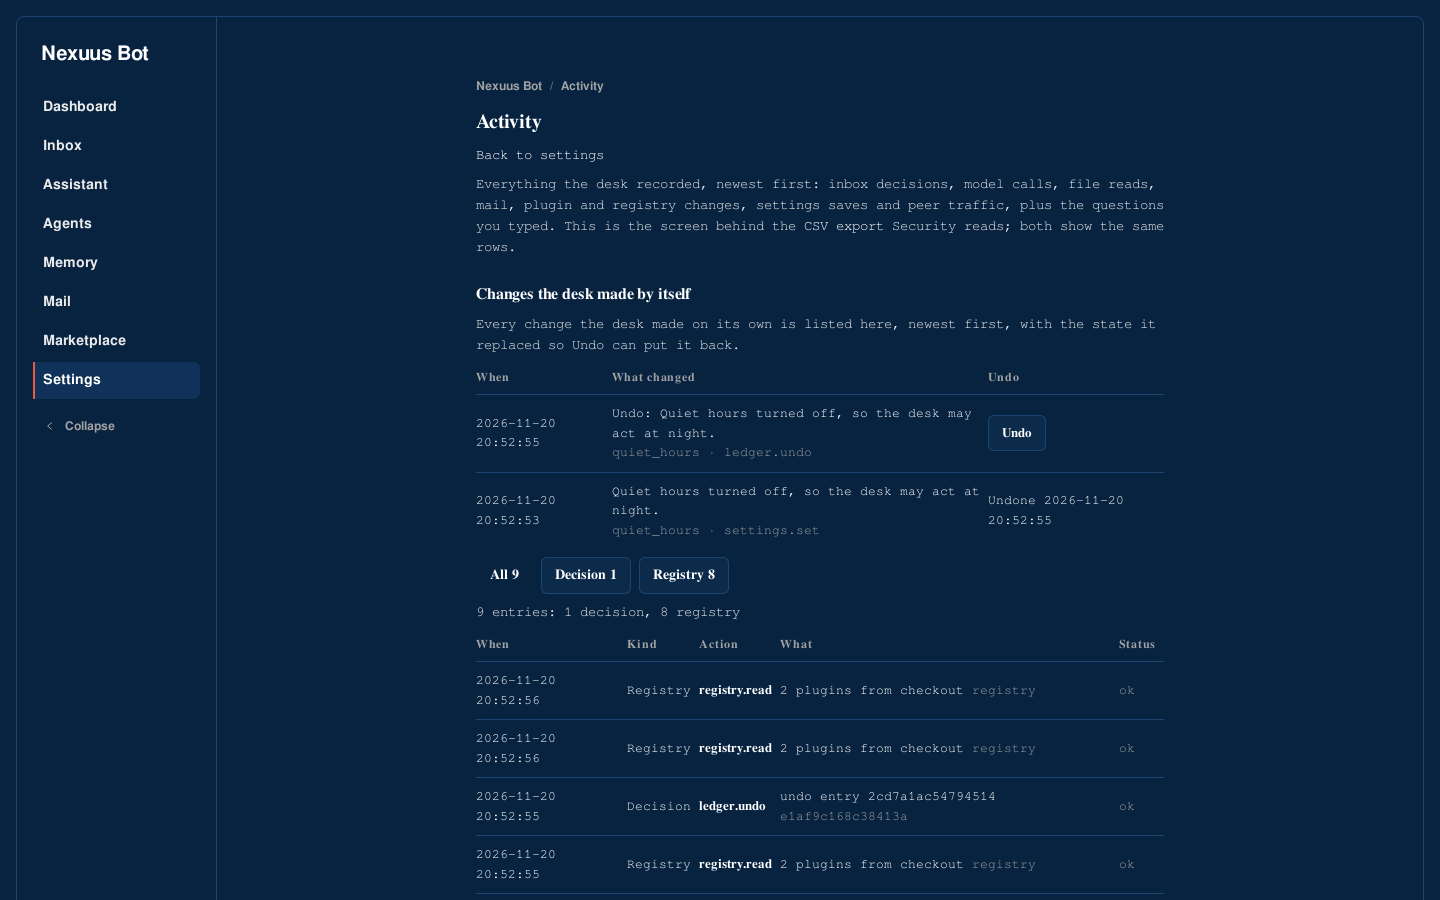 Nexuus Bot
Dashboard
Inbox
Assistant
Agents
Memory
Mail
Marketplace
Settings
Collapse
Nexuus Bot / Activity
Activity
Back to settings
Everything the desk recorded, newest first: inbox decisions, model calls, file reads,
mail, plugin and registry changes, settings saves and peer traffic, plus the questions
you typed. This is the screen behind the CSV export Security reads; both show the same
rows.
Changes the desk made by itself
Every change the desk made on its own is listed here, newest first, with the state it
replaced so Undo can put it back.
When What changed Undo
2026-11-20
20:52:55
Undo: Quiet hours turned off, so the desk may
act at night.
quiet_hours · ledger.undo
Undo
2026-11-20
20:52:53
Quiet hours turned off, so the desk may act at
night.
quiet_hours · settings.set
Undone 2026-11-20
20:52:55
All 9 Decision 1 Registry 8
9 entries: 1 decision, 8 registry
When Kind Action What Status
2026-11-20
20:52:56
Registry registry.read 2 plugins from checkout registry ok
2026-11-20
20:52:56
Registry registry.read 2 plugins from checkout registry ok
2026-11-20
20:52:55
Decision ledger.undo
undo entry 2cd7a1ac54794514
e1af9c168c38413a
ok
2026-11-20
20:52:55
Registry registry.read 2 plugins from checkout registry ok